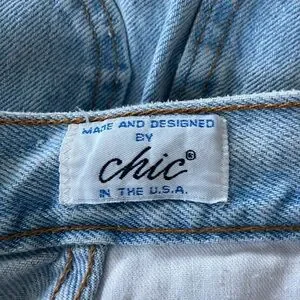 MADE AND DESIGNED
BY
chic®
IN THE U.S.A.